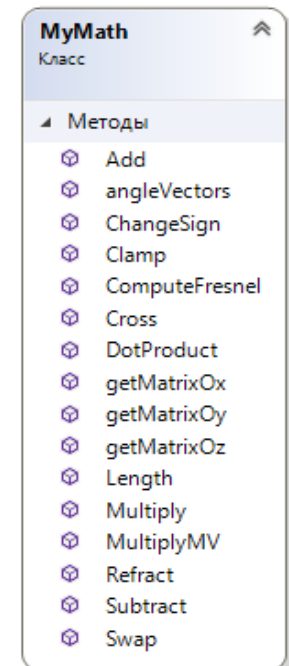 MyMath
Класс
Методы
Add
angleVectors
ChangeSign
Clamp
ComputeFresnel
Cross
DotProduct
getMatrixOx
getMatrixOy
getMatrixOz
Length
Multiply
MultiplyMV
Refract
Subtract
Swap